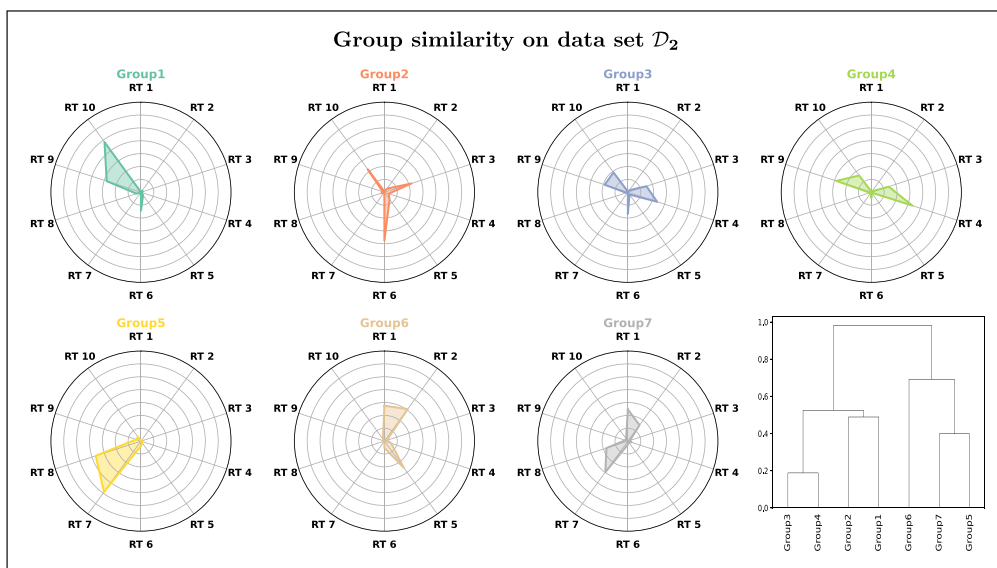 Group similarity on data set 𝒟₂
Group1
RT 1
RT 2
RT 3
RT 4
RT 5
RT 6
RT 7
RT 8
RT 9
RT 10
Group2
RT 1
RT 2
RT 3
RT 4
RT 5
RT 6
RT 7
RT 8
RT 9
RT 10
Group3
RT 1
RT 2
RT 3
RT 4
RT 5
RT 6
RT 7
RT 8
RT 9
RT 10
Group4
RT 1
RT 2
RT 3
RT 4
RT 5
RT 6
RT 7
RT 8
RT 9
RT 10
Group5
RT 1
RT 2
RT 3
RT 4
RT 5
RT 6
RT 7
RT 8
RT 9
RT 10
Group6
RT 1
RT 2
RT 3
RT 4
RT 5
RT 6
RT 7
RT 8
RT 9
RT 10
Group7
RT 1
RT 2
RT 3
RT 4
RT 5
RT 6
RT 7
RT 8
RT 9
RT 10
1.0
0.8
0.6
0.4
0.2
0.0
Group3
Group4
Group2
Group1
Group6
Group7
Group5